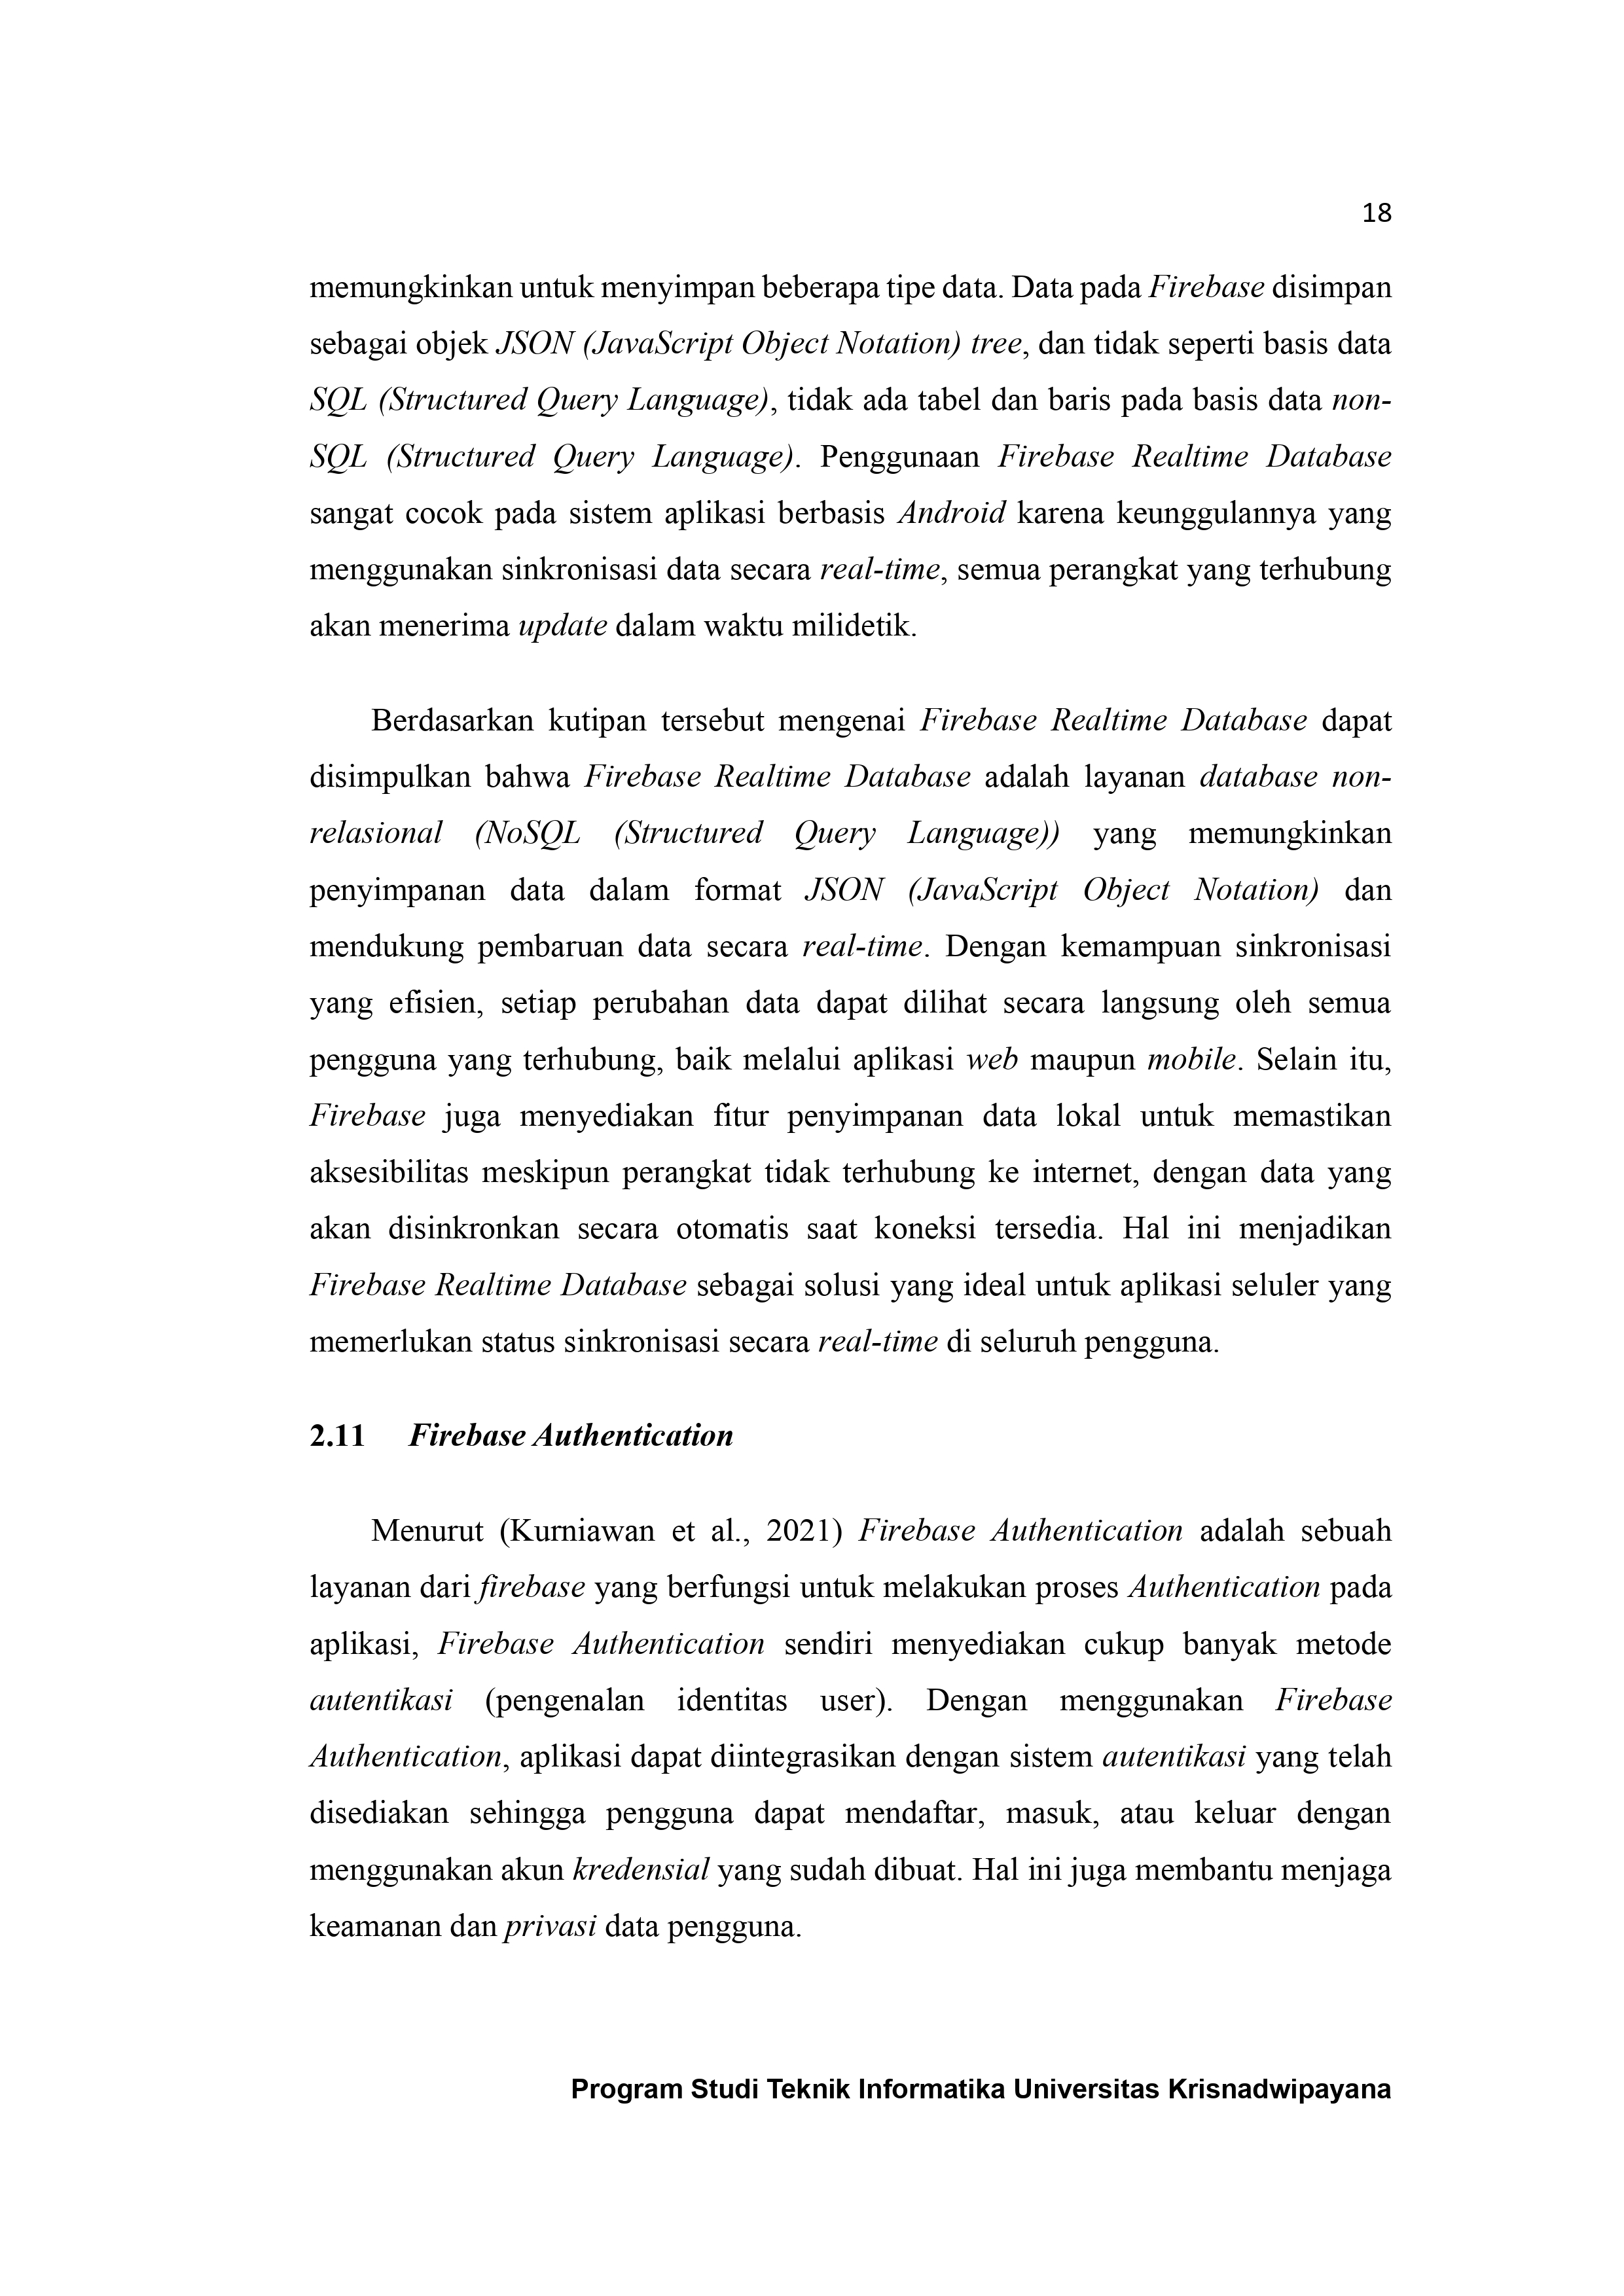 18
memungkinkan untuk menyimpan beberapa tipe data. Data pada Firebase disimpan
sebagai objek JSON (JavaScript Object Notation) tree, dan tidak seperti basis data
SQL (Structured Query Language), tidak ada tabel dan baris pada basis data non-
SQL (Structured Query Language). Penggunaan Firebase Realtime Database
sangat cocok pada sistem aplikasi berbasis Android karena keunggulannya yang
menggunakan sinkronisasi data secara real-time, semua perangkat yang terhubung
akan menerima update dalam waktu milidetik.
Berdasarkan kutipan tersebut mengenai Firebase Realtime Database dapat
disimpulkan bahwa Firebase Realtime Database adalah layanan database non-
relasional (NoSQL (Structured Query Language)) yang memungkinkan
penyimpanan data dalam format JSON (JavaScript Object Notation) dan
mendukung pembaruan data secara real-time. Dengan kemampuan sinkronisasi
yang efisien, setiap perubahan data dapat dilihat secara langsung oleh semua
pengguna yang terhubung, baik melalui aplikasi web maupun mobile. Selain itu,
Firebase juga menyediakan fitur penyimpanan data lokal untuk memastikan
aksesibilitas meskipun perangkat tidak terhubung ke internet, dengan data yang
akan disinkronkan secara otomatis saat koneksi tersedia. Hal ini menjadikan
Firebase Realtime Database sebagai solusi yang ideal untuk aplikasi seluler yang
memerlukan status sinkronisasi secara real-time di seluruh pengguna.
2.11 Firebase Authentication
Menurut (Kurniawan et al., 2021) Firebase Authentication adalah sebuah
layanan dari firebase yang berfungsi untuk melakukan proses Authentication pada
aplikasi, Firebase Authentication sendiri menyediakan cukup banyak metode
autentikasi (pengenalan identitas user). Dengan menggunakan Firebase
Authentication, aplikasi dapat diintegrasikan dengan sistem autentikasi yang telah
disediakan sehingga pengguna dapat mendaftar, masuk, atau keluar dengan
menggunakan akun kredensial yang sudah dibuat. Hal ini juga membantu menjaga
keamanan dan privasi data pengguna.
Program Studi Teknik Informatika Universitas Krisnadwipayana